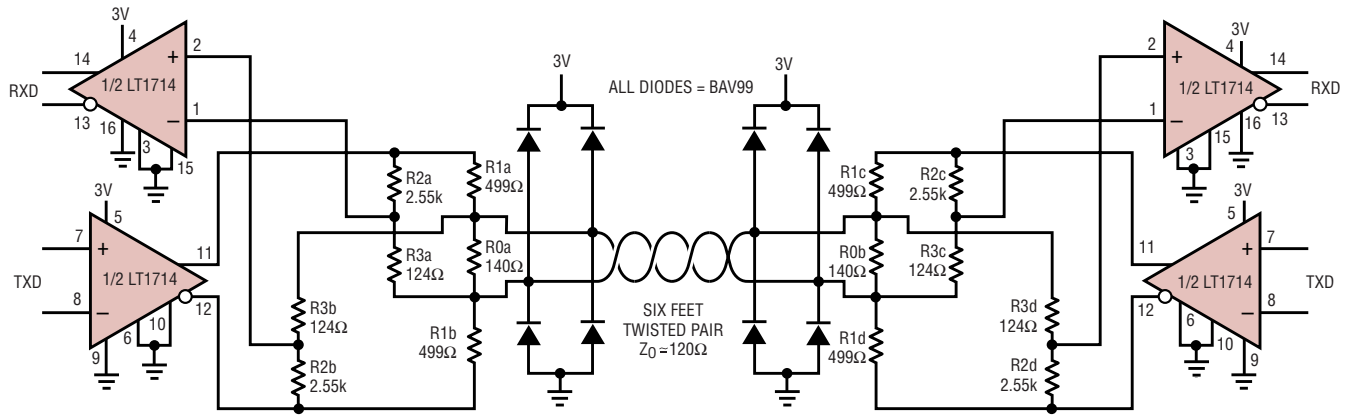 3V
4
14
2
+
1/2 LT1714
RXD
13
16
1
–
3
15
3V
5
7
+
11
1/2 LT1714
TXD
8
–
12
10
6
9
R2a
2.55k
R1a
499Ω
R3a
124Ω
R0a
140Ω
R3b
124Ω
R1b
499Ω
R2b
2.55k
3V
ALL DIODES = BAV99
3V
SIX FEET
TWISTED PAIR
Z0 ≃ 120Ω
R1c
499Ω
R2c
2.55k
R0b
140Ω
R3c
124Ω
R3d
124Ω
R1d
499Ω
R2d
2.55k
3V
2
4
14
+
1/2 LT1714
RXD
1
13
–
15
16
3
3V
5
7
11
+
1/2 LT1714
TXD
12
8
–
6
10
9